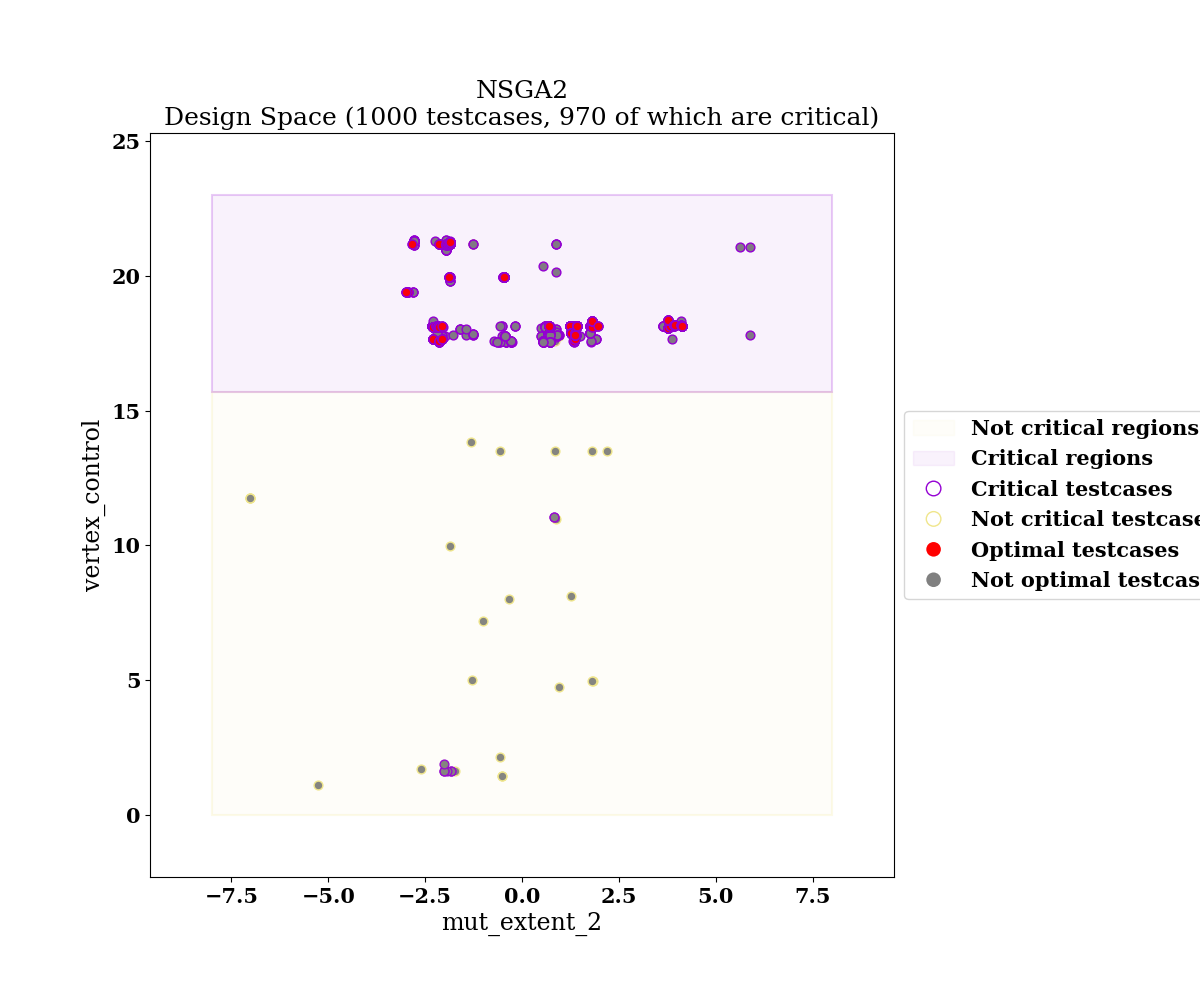 NSGA2
Design Space (1000 testcases, 970 of which are critical)
25
20
15
10
5
0
vertex_control
−7.5 −5.0 −2.5 0.0 2.5 5.0 7.5
mut_extent_2
Not critical regions
Critical regions
Critical testcases
Not critical testcase
Optimal testcases
Not optimal testcas